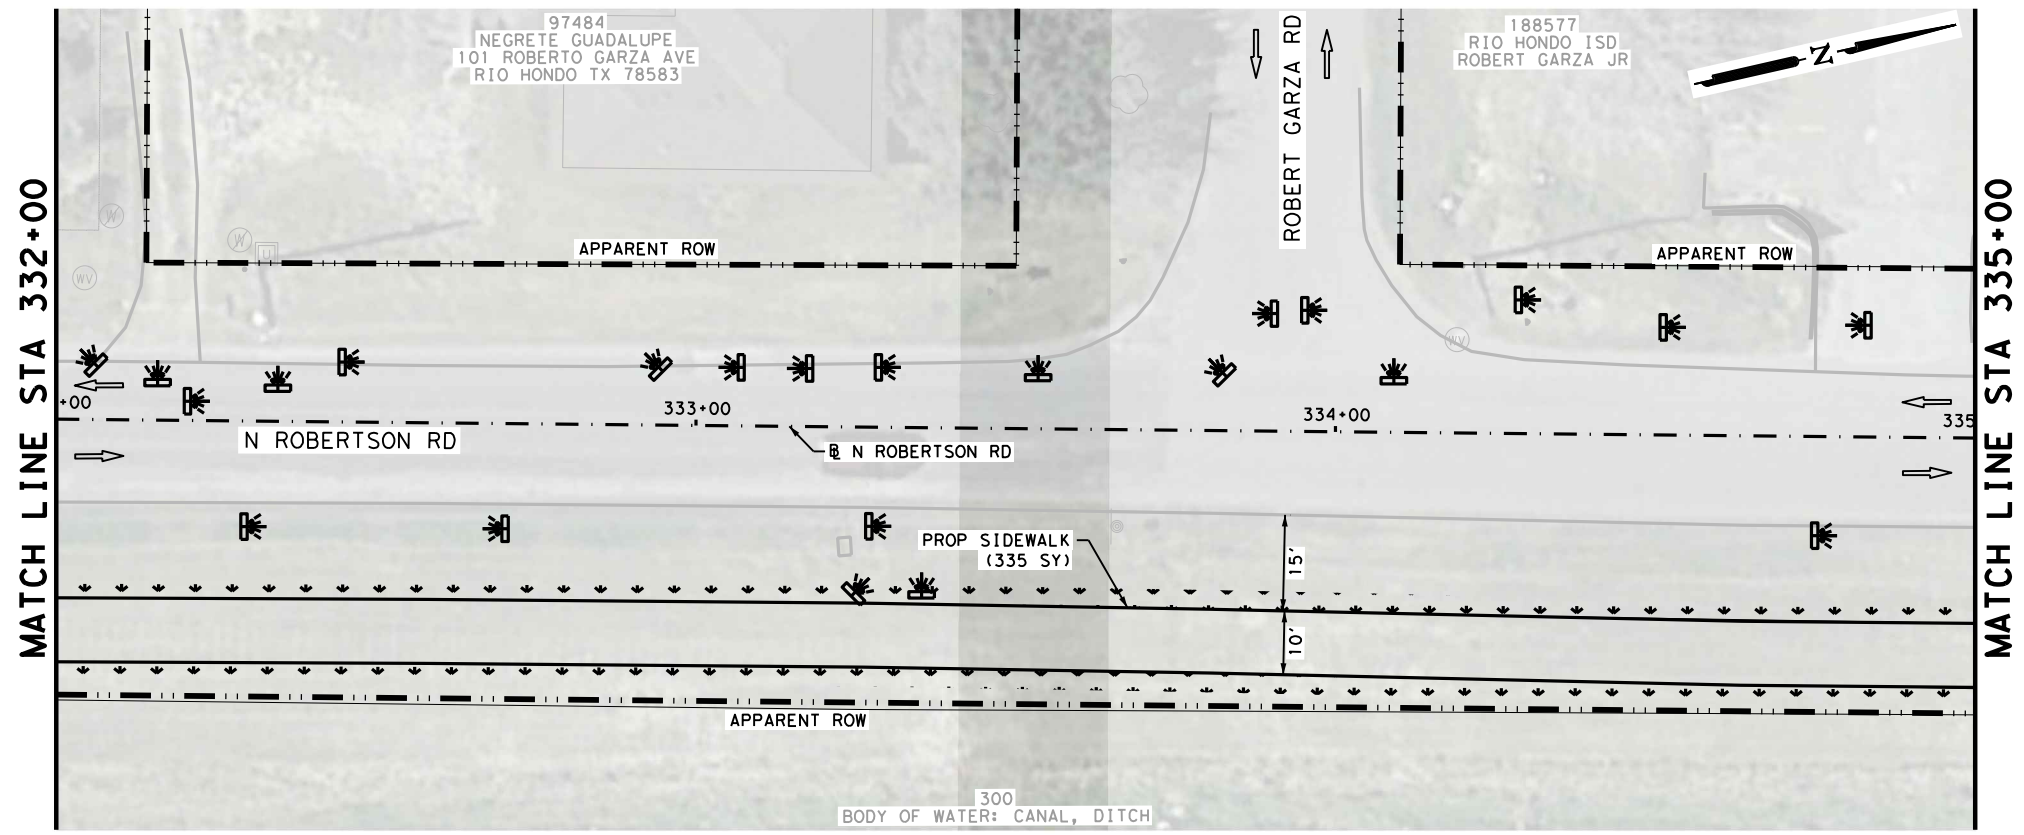 97484
NEGRETE GUADALUPE
101 ROBERTO GARZA AVE
RIO HONDO TX 78583
ROBERT GARZA RD
188577
RIO HONDO ISD
ROBERT GARZA JR
N
MATCH LINE STA 332+00
MATCH LINE STA 335+00
W
W
U
WV
WV
APPARENT ROW
APPARENT ROW
+00
333+00
334+00
335
N ROBERTSON RD
BL N ROBERTSON RD
PROP SIDEWALK
(335 SY)
15'
10'
APPARENT ROW
300
BODY OF WATER: CANAL, DITCH